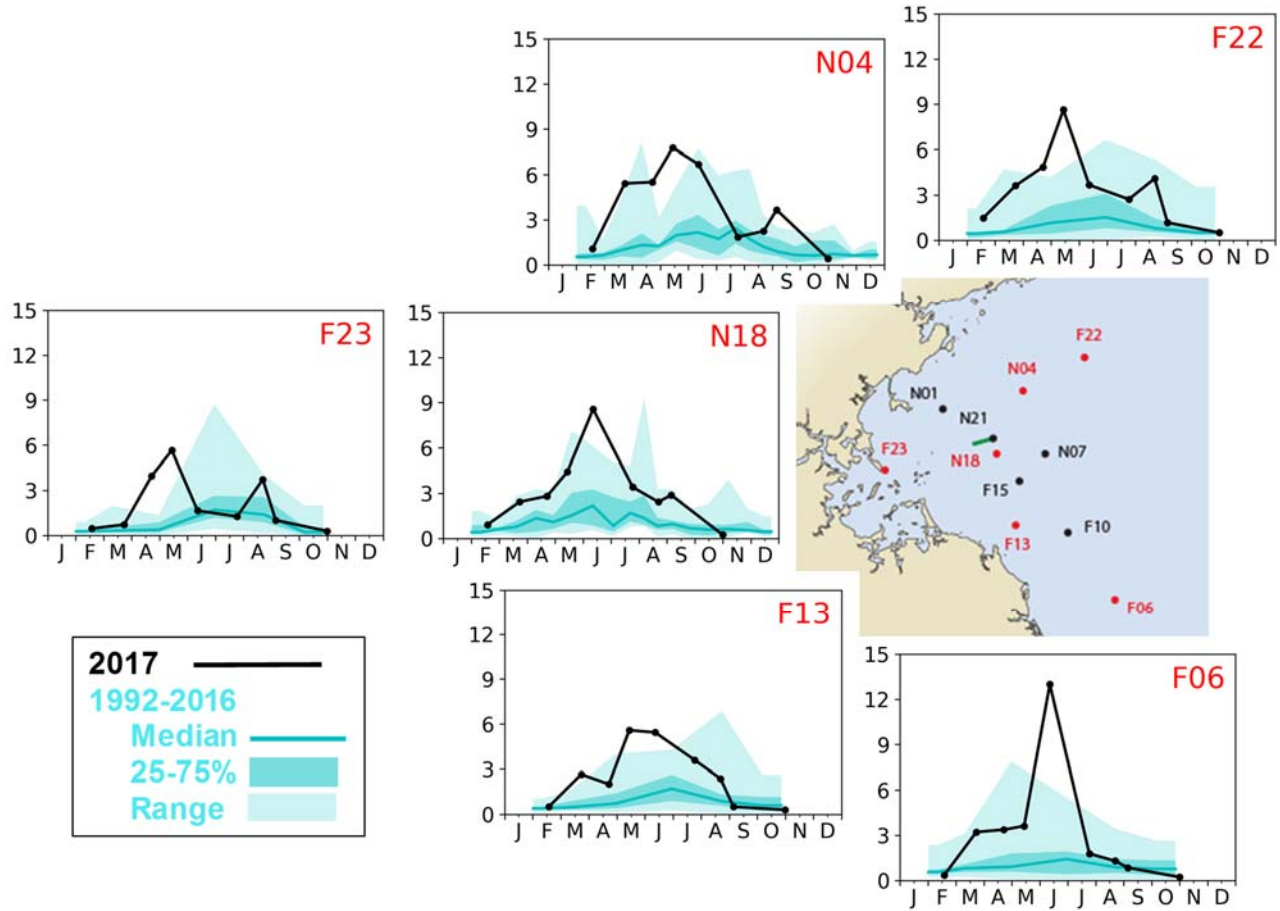 N04
15
12
9
6
3
0
J F M A M J J A S O N D
F22
15
12
9
6
3
0
J F M A M J J A S O N D
F23
15
12
9
6
3
0
J F M A M J J A S O N D
N18
15
12
9
6
3
0
J F M A M J J A S O N D
F22
N04
N01
N21
F23
N18
N07
F15
F13
F10
F06
F13
15
12
9
6
3
0
J F M A M J J A S O N D
2017
1992-2016
Median
25-75%
Range
F06
15
12
9
6
3
0
J F M A M J J A S O N D